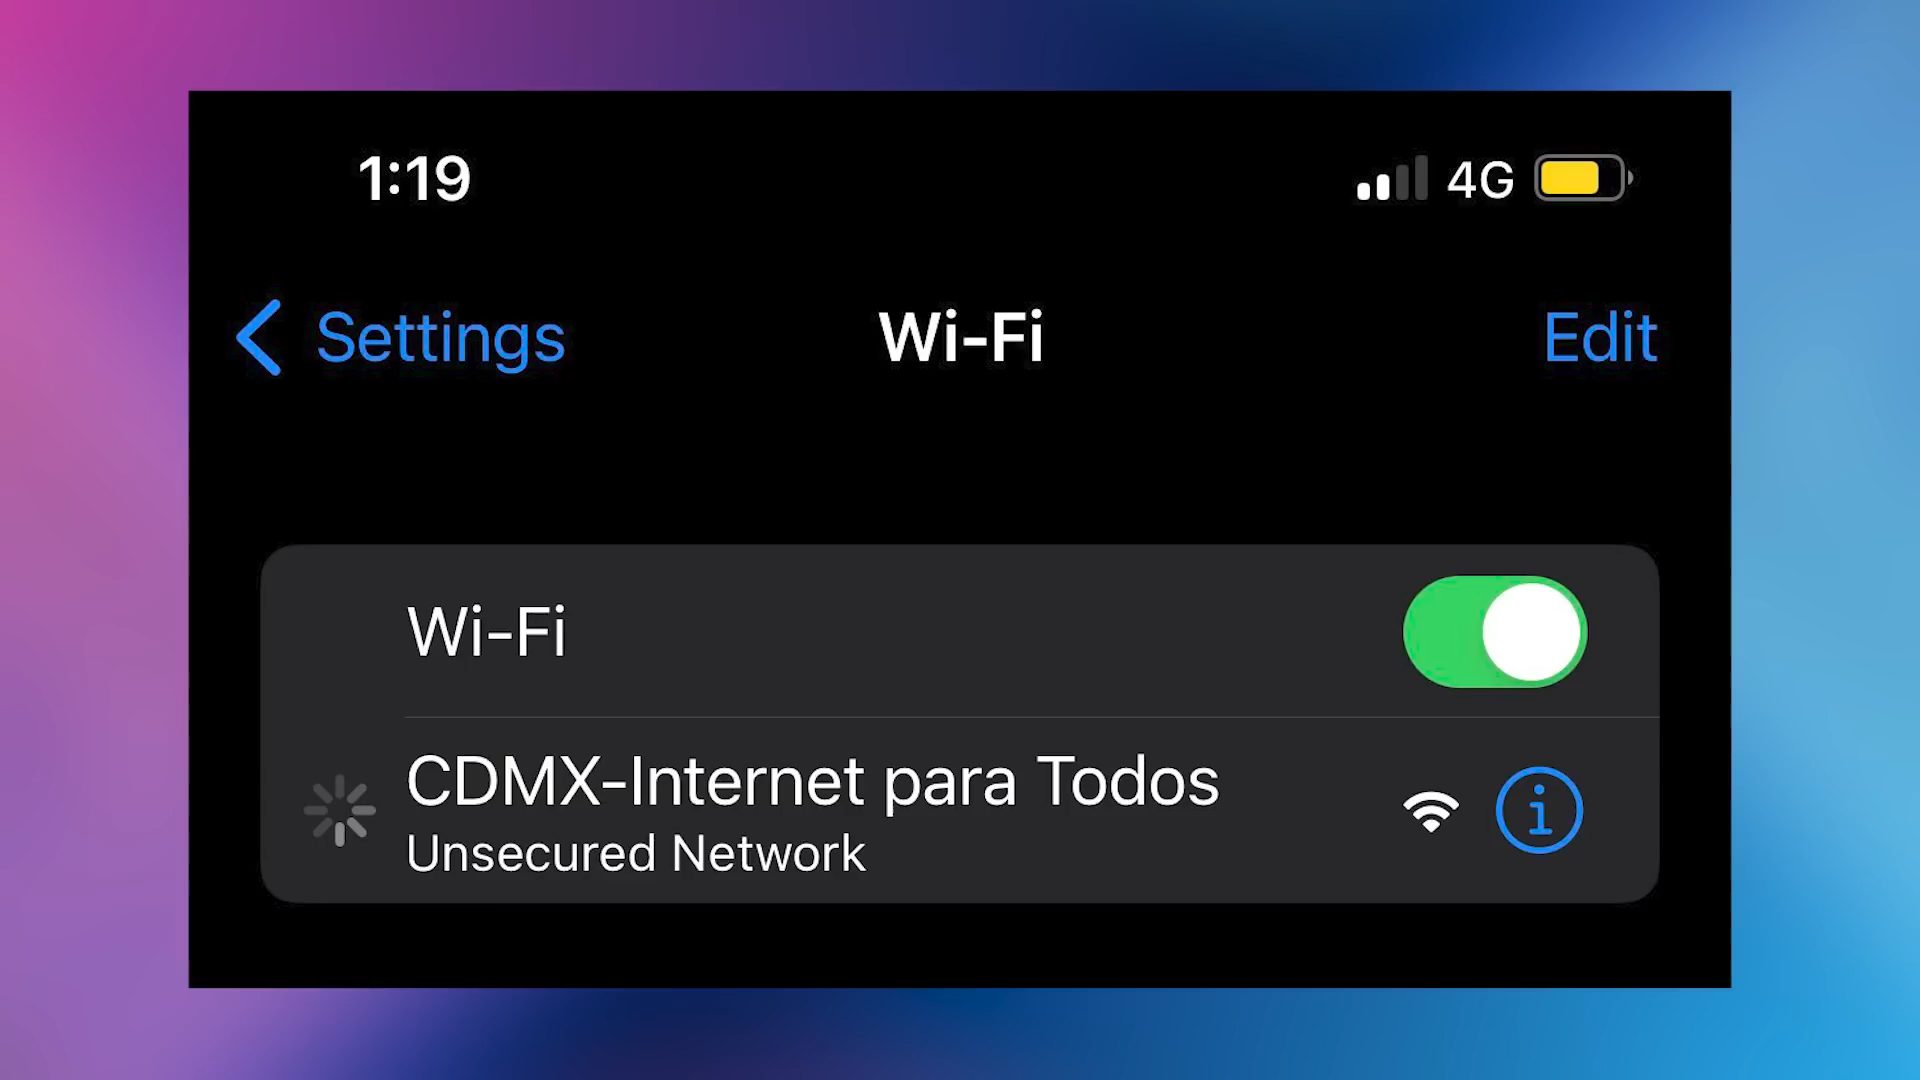 1:19 4G
Settings Wi-Fi Edit
Wi-Fi
CDMX-Internet para Todos
Unsecured Network